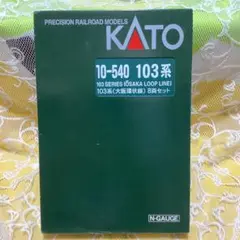 PRECISION RAILROAD MODELS
KATO
10-540 103系
103 SERIES (OSAKA LOOP LINE)
103系〈大阪環状線〉8両セット
N-GAUGE